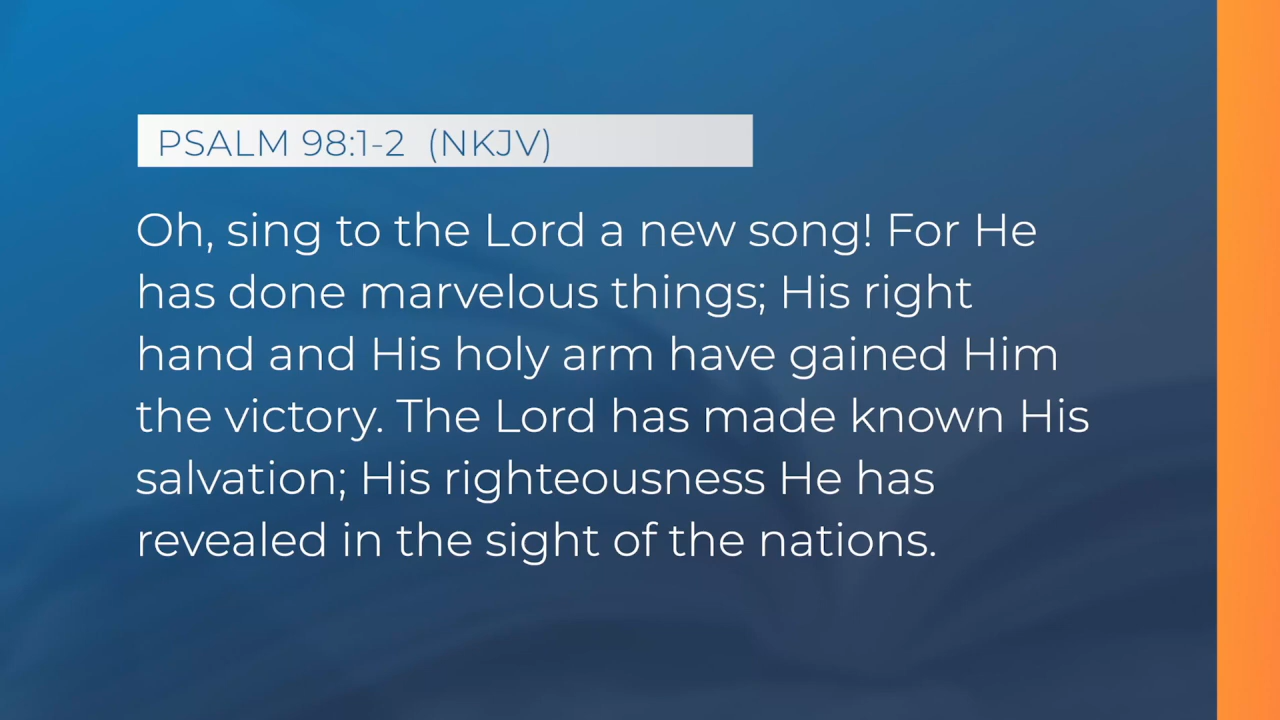 PSALM 98:1-2 (NKJV)
Oh, sing to the Lord a new song! For He
has done marvelous things; His right
hand and His holy arm have gained Him
the victory. The Lord has made known His
salvation; His righteousness He has
revealed in the sight of the nations.